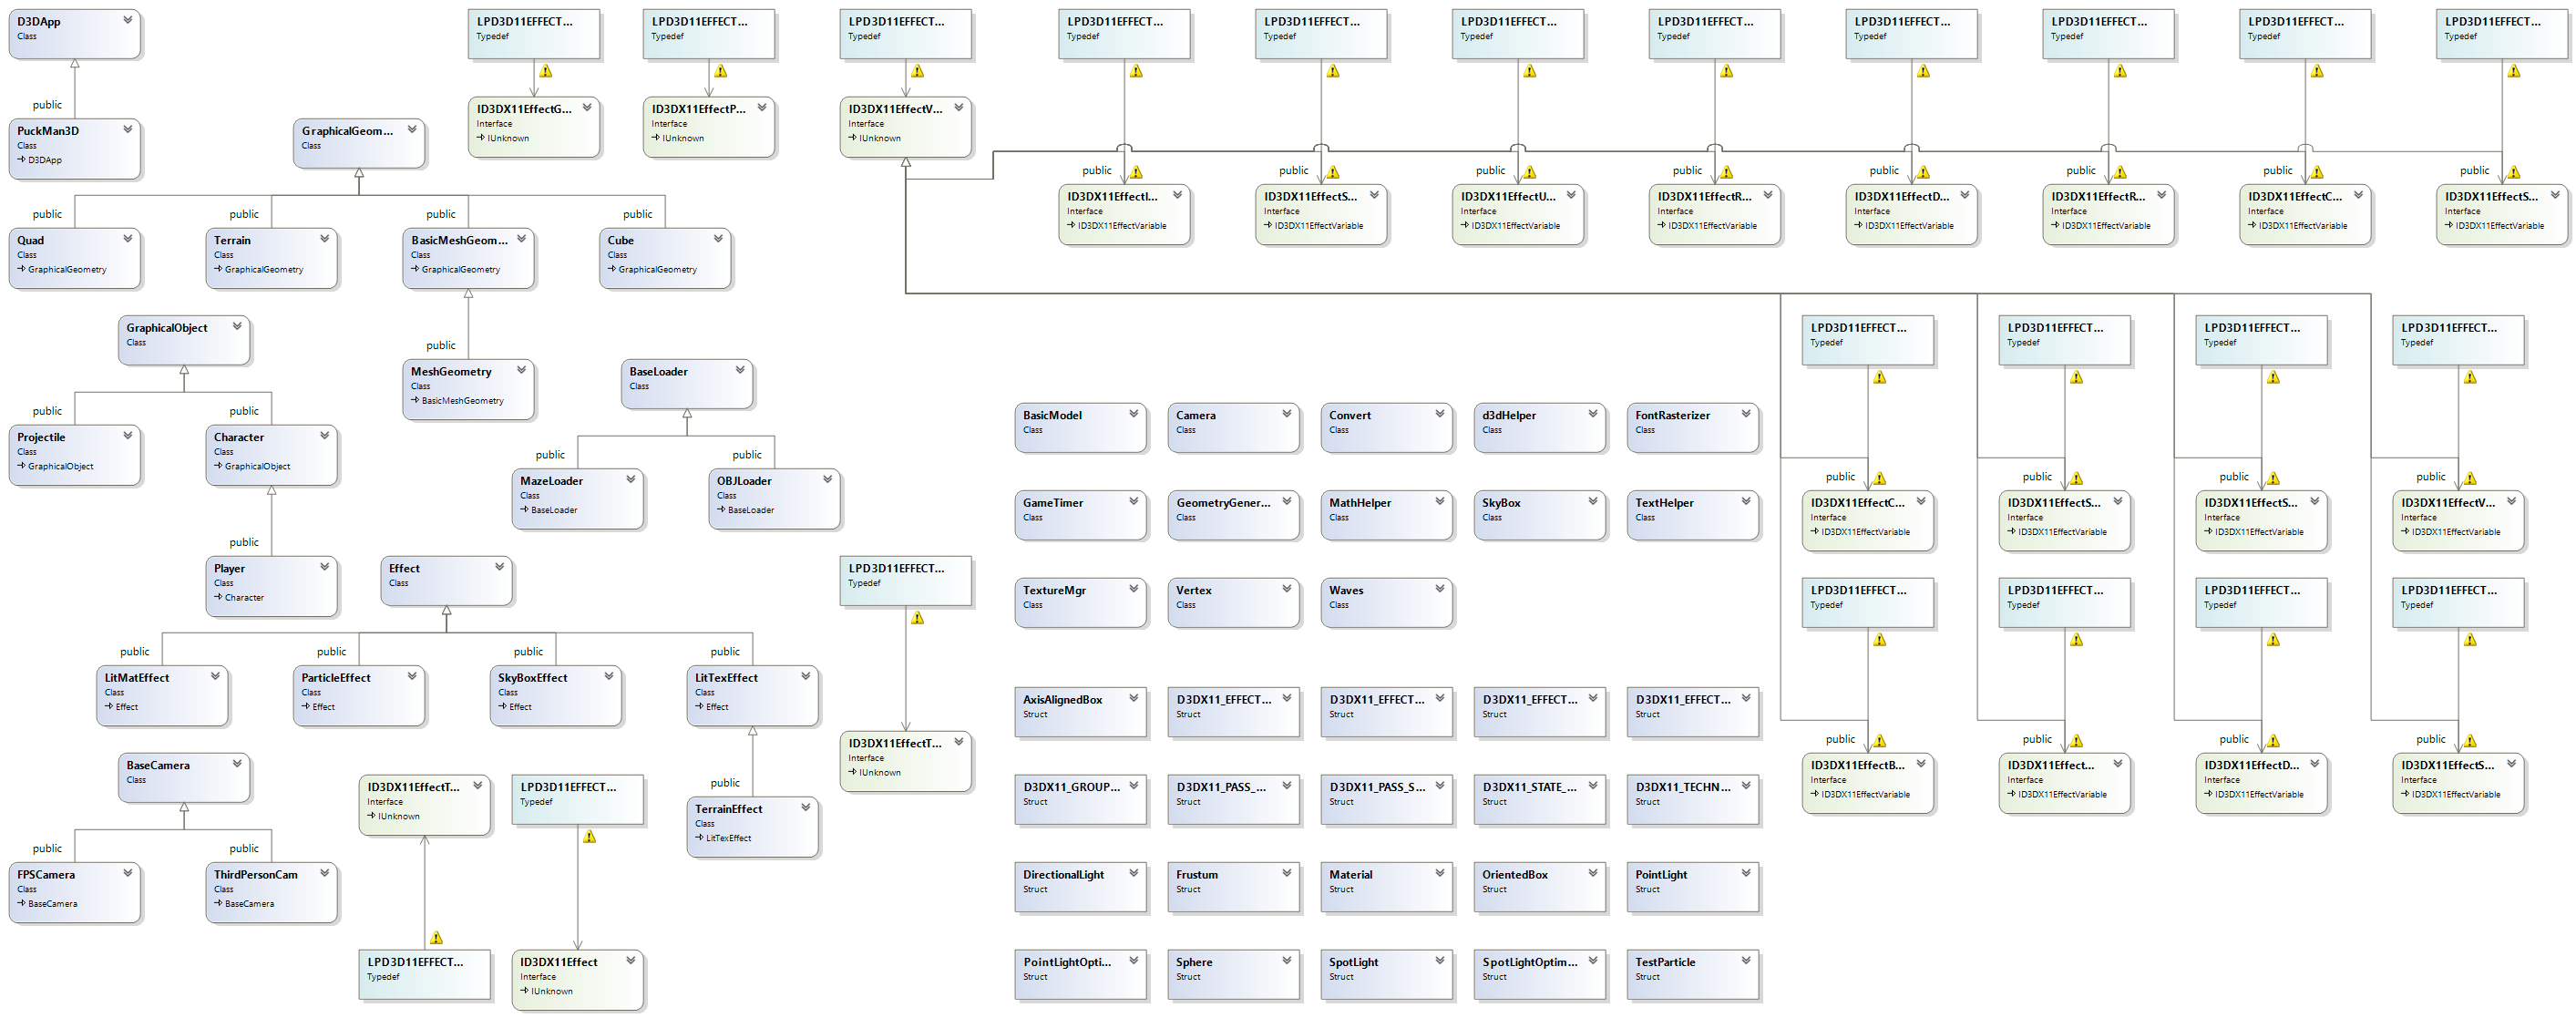 D3DApp
Class
LPD3D11EFFECT...
Typedef
LPD3D11EFFECT...
Typedef
LPD3D11EFFECT...
Typedef
LPD3D11EFFECT...
Typedef
LPD3D11EFFECT...
Typedef
LPD3D11EFFECT...
Typedef
LPD3D11EFFECT...
Typedef
LPD3D11EFFECT...
Typedef
LPD3D11EFFECT...
Typedef
LPD3D11EFFECT...
Typedef
LPD3D11EFFECT...
Typedef
public
PuckMan3D
Class
D3DApp
GraphicalGeom...
Class
ID3DX11EffectG...
Interface
IUnknown
ID3DX11EffectP...
Interface
IUnknown
ID3DX11EffectV...
Interface
IUnknown
public
ID3DX11EffectI...
Interface
ID3DX11EffectVariable
public
ID3DX11EffectS...
Interface
ID3DX11EffectVariable
public
ID3DX11EffectU...
Interface
ID3DX11EffectVariable
public
ID3DX11EffectR...
Interface
ID3DX11EffectVariable
public
ID3DX11EffectD...
Interface
ID3DX11EffectVariable
public
ID3DX11EffectR...
Interface
ID3DX11EffectVariable
public
ID3DX11EffectC...
Interface
ID3DX11EffectVariable
public
ID3DX11EffectS...
Interface
ID3DX11EffectVariable
public
Quad
Class
GraphicalGeometry
public
Terrain
Class
GraphicalGeometry
public
BasicMeshGeom...
Class
GraphicalGeometry
public
Cube
Class
GraphicalGeometry
GraphicalObject
Class
public
MeshGeometry
Class
BasicMeshGeometry
BaseLoader
Class
public
Projectile
Class
GraphicalObject
public
Character
Class
GraphicalObject
public
MazeLoader
Class
BaseLoader
public
OBJLoader
Class
BaseLoader
public
Player
Class
Character
Effect
Class
LPD3D11EFFECT...
Typedef
public
LitMatEffect
Class
Effect
public
ParticleEffect
Class
Effect
public
SkyBoxEffect
Class
Effect
public
LitTexEffect
Class
Effect
ID3DX11EffectT...
Interface
IUnknown
BaseCamera
Class
ID3DX11EffectT...
Interface
IUnknown
LPD3D11EFFECT...
Typedef
public
TerrainEffect
Class
LitTexEffect
public
FPSCamera
Class
BaseCamera
public
ThirdPersonCam
Class
BaseCamera
LPD3D11EFFECT...
Typedef
ID3DX11Effect
Interface
IUnknown
BasicModel
Class
Camera
Class
Convert
Class
d3dHelper
Class
FontRasterizer
Class
GameTimer
Class
GeometryGener...
Class
MathHelper
Class
SkyBox
Class
TextHelper
Class
TextureMgr
Class
Vertex
Class
Waves
Class
AxisAlignedBox
Struct
D3DX11_EFFECT...
Struct
D3DX11_EFFECT...
Struct
D3DX11_EFFECT...
Struct
D3DX11_EFFECT...
Struct
D3DX11_GROUP...
Struct
D3DX11_PASS_...
Struct
D3DX11_PASS_S...
Struct
D3DX11_STATE_...
Struct
D3DX11_TECHN...
Struct
DirectionalLight
Struct
Frustum
Struct
Material
Struct
OrientedBox
Struct
PointLight
Struct
PointLightOpti...
Struct
Sphere
Struct
SpotLight
Struct
SpotLightOptim...
Struct
TestParticle
Struct
LPD3D11EFFECT...
Typedef
LPD3D11EFFECT...
Typedef
LPD3D11EFFECT...
Typedef
LPD3D11EFFECT...
Typedef
public
ID3DX11EffectC...
Interface
ID3DX11EffectVariable
public
ID3DX11EffectS...
Interface
ID3DX11EffectVariable
public
ID3DX11EffectS...
Interface
ID3DX11EffectVariable
public
ID3DX11EffectV...
Interface
ID3DX11EffectVariable
LPD3D11EFFECT...
Typedef
LPD3D11EFFECT...
Typedef
LPD3D11EFFECT...
Typedef
LPD3D11EFFECT...
Typedef
public
ID3DX11EffectB...
Interface
ID3DX11EffectVariable
public
ID3DX11Effect...
Interface
ID3DX11EffectVariable
public
ID3DX11EffectD...
Interface
ID3DX11EffectVariable
public
ID3DX11EffectS...
Interface
ID3DX11EffectVariable